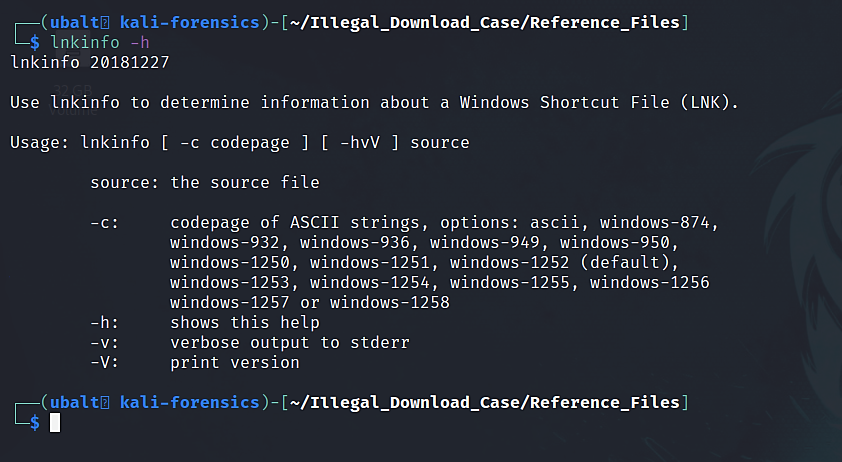 ┌──(ubalt㉿ kali-forensics)-[~/Illegal_Download_Case/Reference_Files]
└─$ lnkinfo -h
lnkinfo 20181227
Use lnkinfo to determine information about a Windows Shortcut File (LNK).
Usage: lnkinfo [ -c codepage ] [ -hvV ] source
source: the source file
-c: codepage of ASCII strings, options: ascii, windows-874,
windows-932, windows-936, windows-949, windows-950,
windows-1250, windows-1251, windows-1252 (default),
windows-1253, windows-1254, windows-1255, windows-1256
windows-1257 or windows-1258
-h: shows this help
-v: verbose output to stderr
-V: print version
┌──(ubalt㉿ kali-forensics)-[~/Illegal_Download_Case/Reference_Files]
└─$